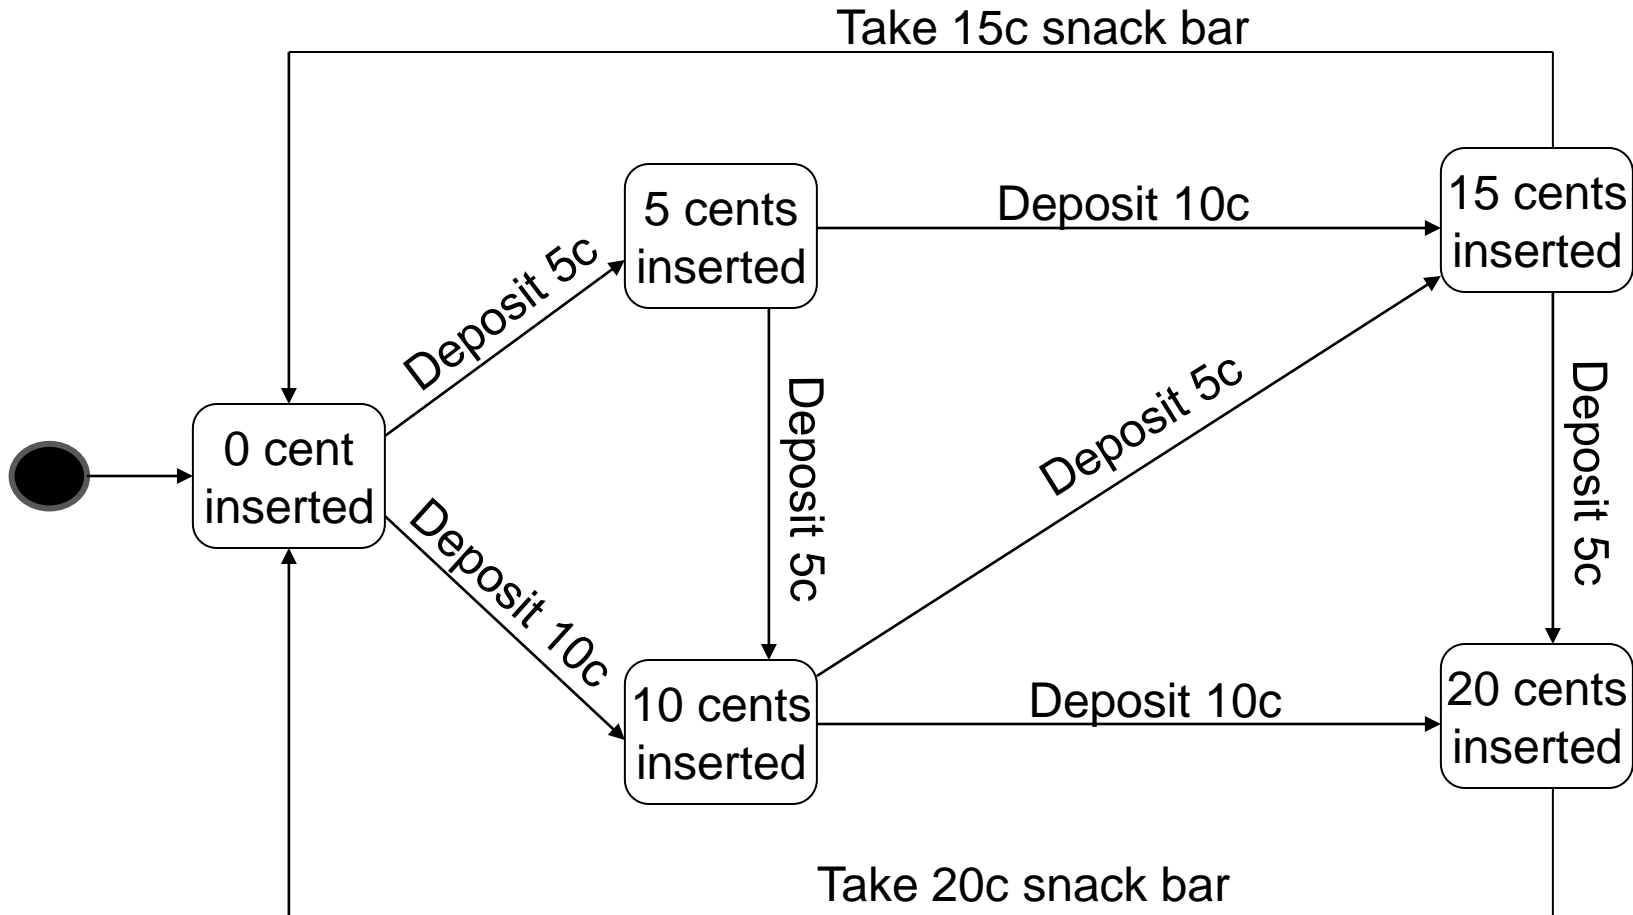 Take 15c snack bar
5 cents
inserted
Deposit 10c
15 cents
inserted
Deposit 5c
0 cent
inserted
Deposit 5c
Deposit 5c
Deposit 5c
Deposit 10c
10 cents
inserted
Deposit 10c
20 cents
inserted
Take 20c snack bar